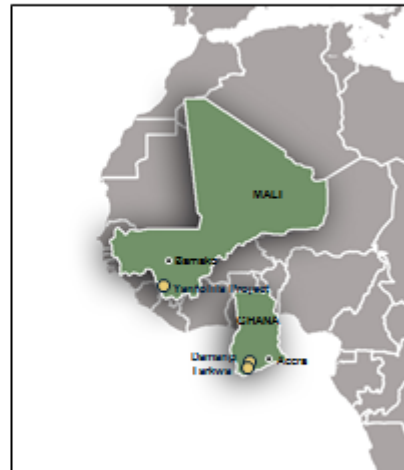 MALI
Bamako
Yanfolila Project
GHANA
Damang
Tarkwa
Accra